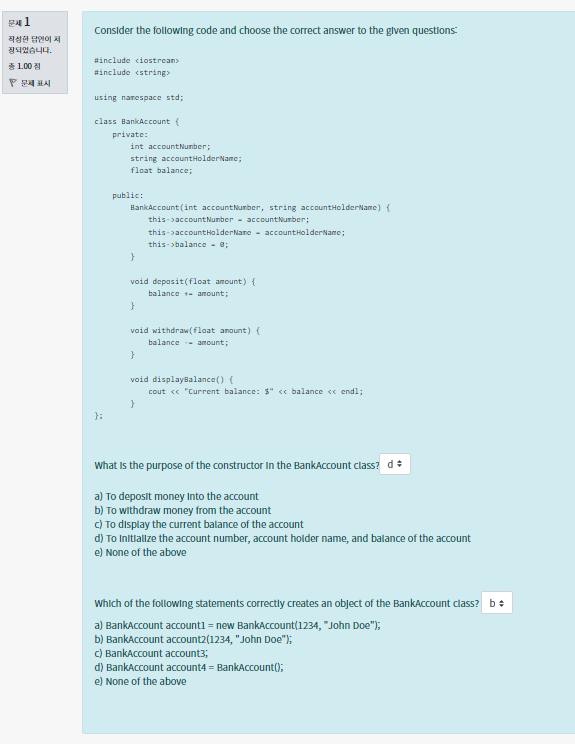 문제 1
작성한 답안이 저
장되었습니다.
총 1.00 점
문제 표시
Consider the following code and choose the correct answer to the given questions:
#include <iostream>
#include <string>
using namespace std;
class BankAccount {
private:
int accountNumber;
string accountHolderName;
float balance;
public:
BankAccount(int accountNumber, string accountHolderName) {
this->accountNumber = accountNumber;
this->accountHolderName = accountHolderName;
this->balance = 0;
}
void deposit(float amount) {
balance += amount;
}
void withdraw(float amount) {
balance -= amount;
}
void displayBalance() {
cout << "Current balance: $" << balance << endl;
}
};
What is the purpose of the constructor in the BankAccount class? d
a) To deposit money into the account
b) To withdraw money from the account
c) To display the current balance of the account
d) To initialize the account number, account holder name, and balance of the account
e) None of the above
Which of the following statements correctly creates an object of the BankAccount class? b
a) BankAccount account1 = new BankAccount(1234, "John Doe");
b) BankAccount account2(1234, "John Doe");
c) BankAccount account3;
d) BankAccount account4 = BankAccount();
e) None of the above